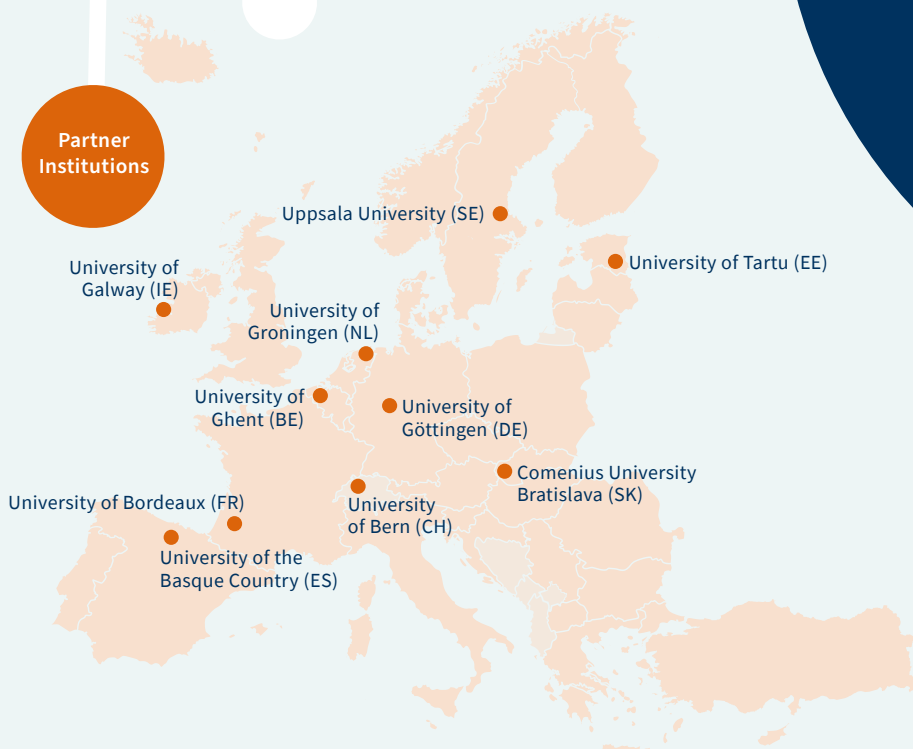 Partner
Institutions
Uppsala University (SE)
University of Tartu (EE)
University of
Galway (IE)
University of
Groningen (NL)
University of
Ghent (BE)
University of
Göttingen (DE)
Comenius University
Bratislava (SK)
University of Bordeaux (FR)
University
of Bern (CH)
University of the
Basque Country (ES)